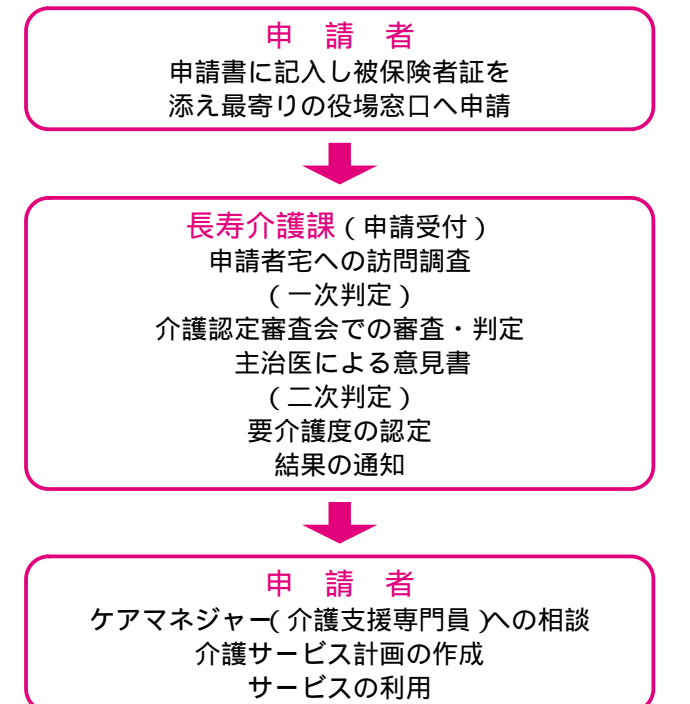 申 請 者
申請書に記入し被保険者証を
添え最寄りの役場窓口へ申請
長寿介護課(申請受付)
申請者宅への訪問調査
(一次判定)
介護認定審査会での審査・判定
主治医による意見書
(二次判定)
要介護度の認定
結果の通知
申 請 者
ケアマネジャー(介護支援専門員)への相談
介護サービス計画の作成
サービスの利用